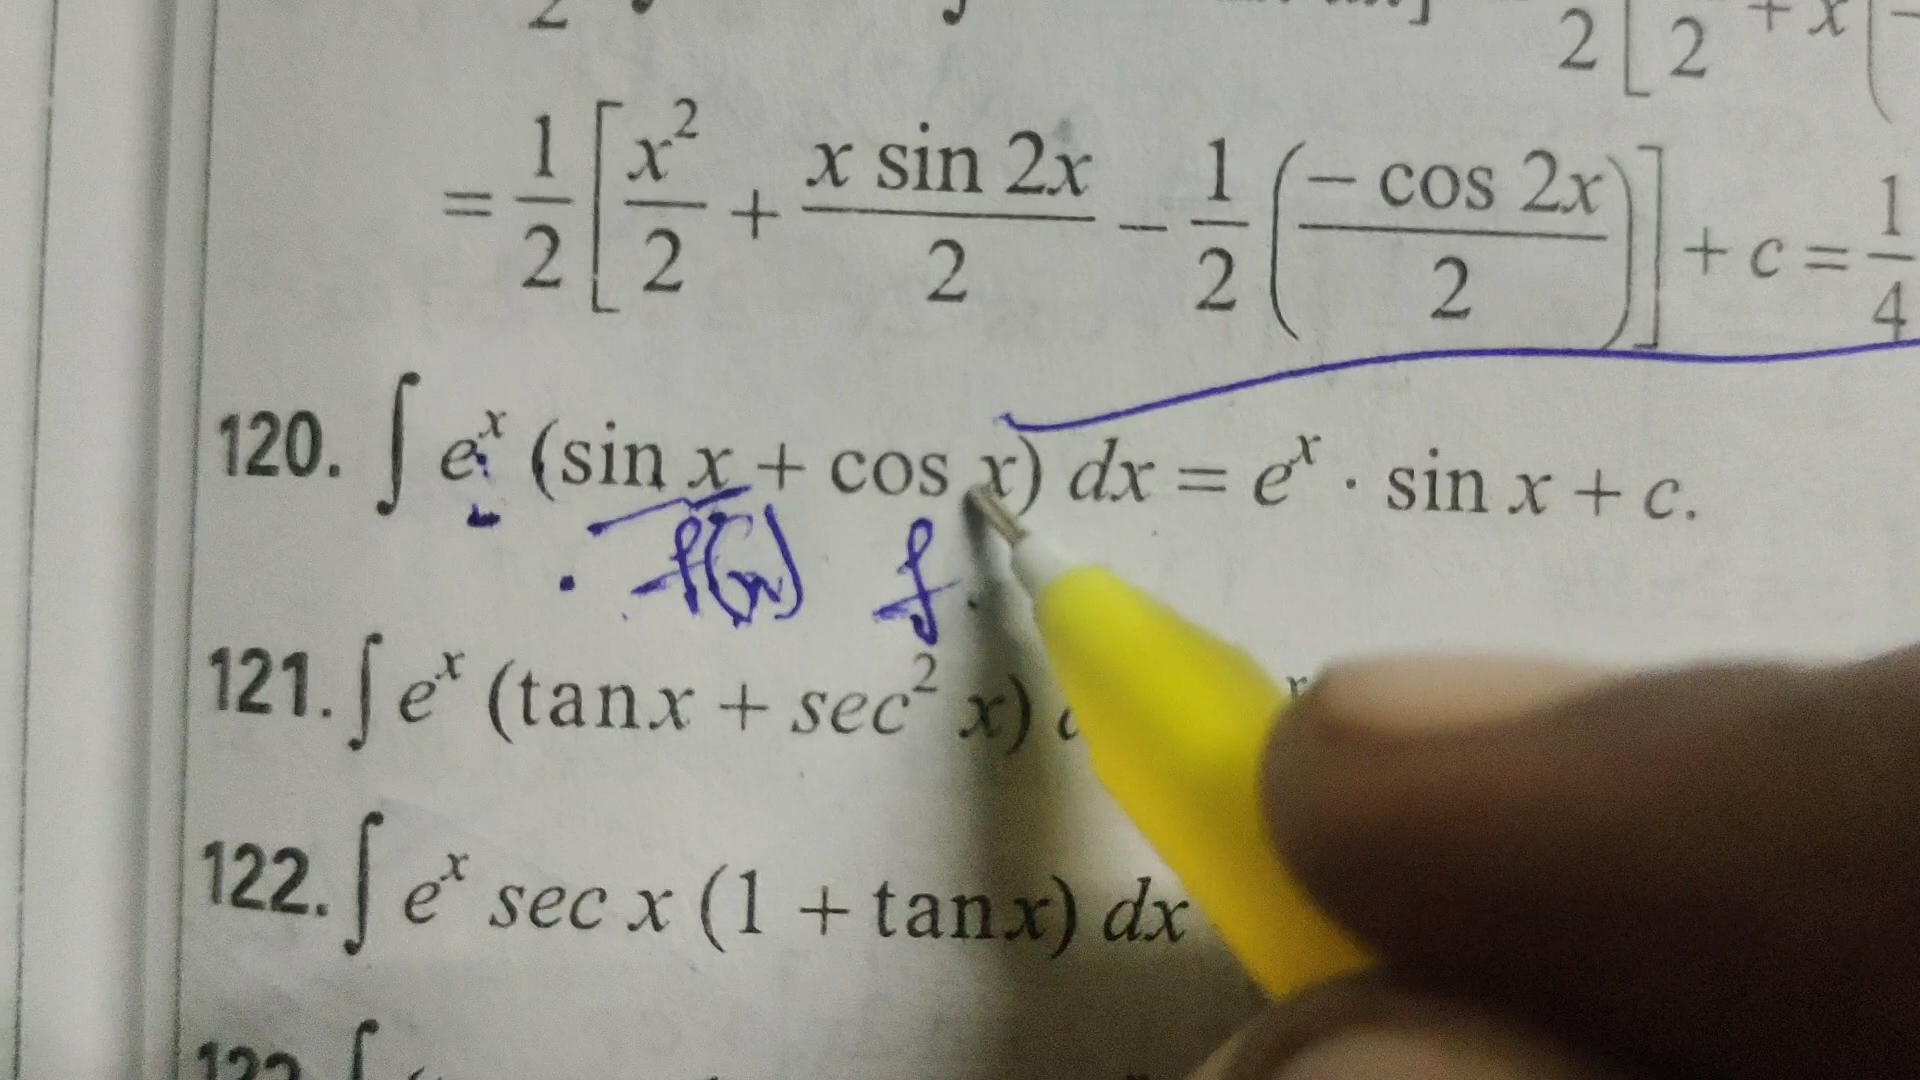 2 [ 2 + x (
= 1/2 [ x²/2 + x sin 2x/2 − 1/2 ( − cos 2x/2 ) ] + c = 1/4
120. ∫ eˣ (sin x + cos x) dx = eˣ · sin x + c.
f(x) f
121. ∫ eˣ (tan x + sec² x)
122. ∫ eˣ sec x (1 + tan x) dx